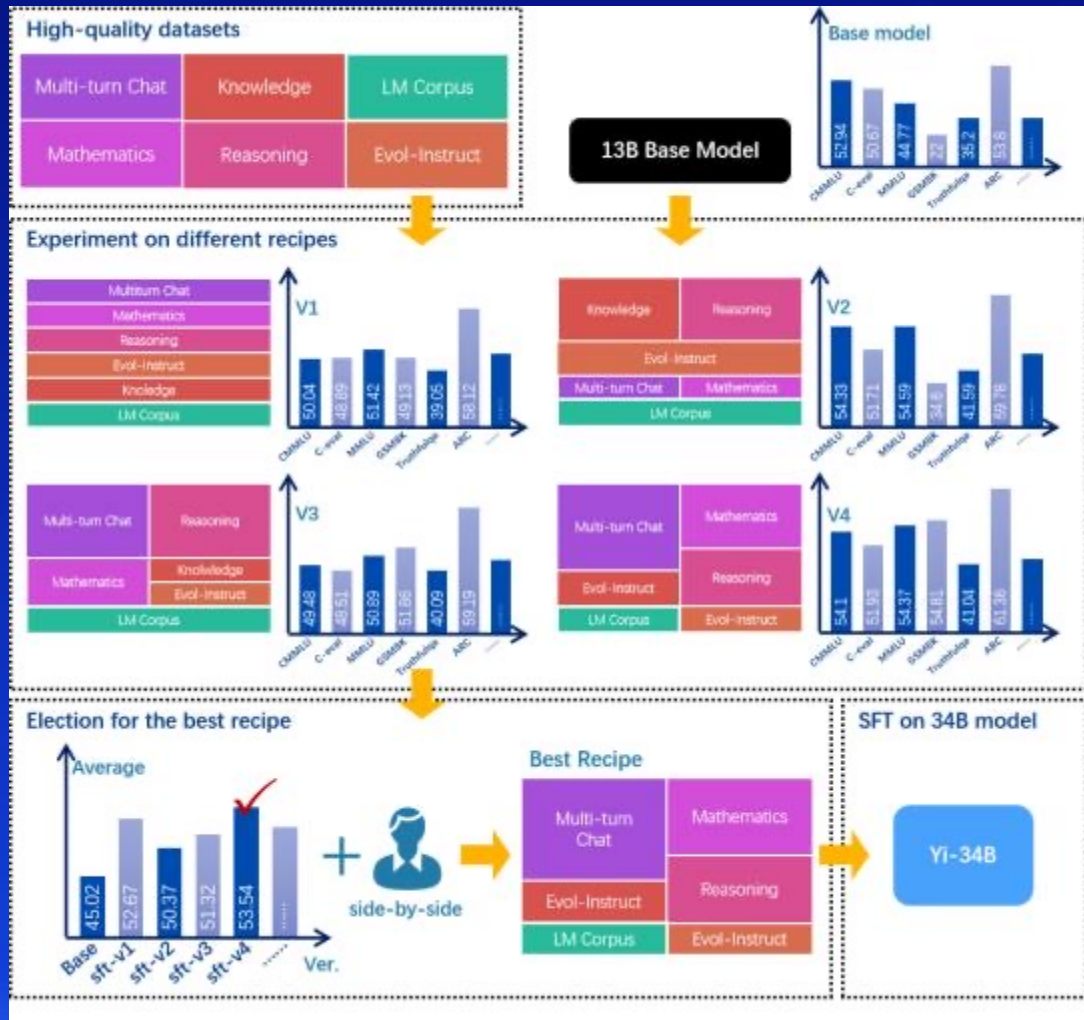 High-quality datasets
Multi-turn Chat
Knowledge
LM Corpus
Mathematics
Reasoning
Evol-Instruct
13B Base Model
Base model
52.94
50.67
44.77
22
35.2
53.8
......
CMMLU
C-eval
MMLU
GSM8K
Truthfulqa
ARC
......
Experiment on different recipes
Multiturn Chat
Mathematics
Reasoning
Evol-Instruct
Knoledge
LM Corpus
V1
50.04
48.89
51.42
49.13
39.05
58.12
......
CMMLU
C-eval
MMLU
GSM8K
Truthfulqa
ARC
......
Knowledge
Reasoning
Evol-Instruct
Multi-turn Chat
Mathematics
LM Corpus
V2
54.33
51.71
54.59
34.6
41.59
59.78
......
CMMLU
C-eval
MMLU
GSM8K
Truthfulqa
ARC
......
Multi-turn Chat
Reasoning
Mathematics
Knolwledge
Evol-Instruct
LM Corpus
V3
49.48
48.51
50.89
51.86
40.09
59.19
......
CMMLU
C-eval
MMLU
GSM8K
Truthfulqa
ARC
......
Multi-turn Chat
Mathematics
Evol-Instruct
Reasoning
LM Corpus
Evol-Instruct
V4
54.1
51.93
54.37
54.81
41.04
61.36
......
CMMLU
C-eval
MMLU
GSM8K
Truthfulqa
ARC
......
Election for the best recipe
Average
45.02
52.67
50.37
51.32
53.54
......
Base
sft-v1
sft-v2
sft-v3
sft-v4
......
Ver.
+
side-by-side
Best Recipe
Multi-turn
Chat
Mathematics
Evol-Instruct
Reasoning
LM Corpus
Evol-Instruct
SFT on 34B model
Yi-34B